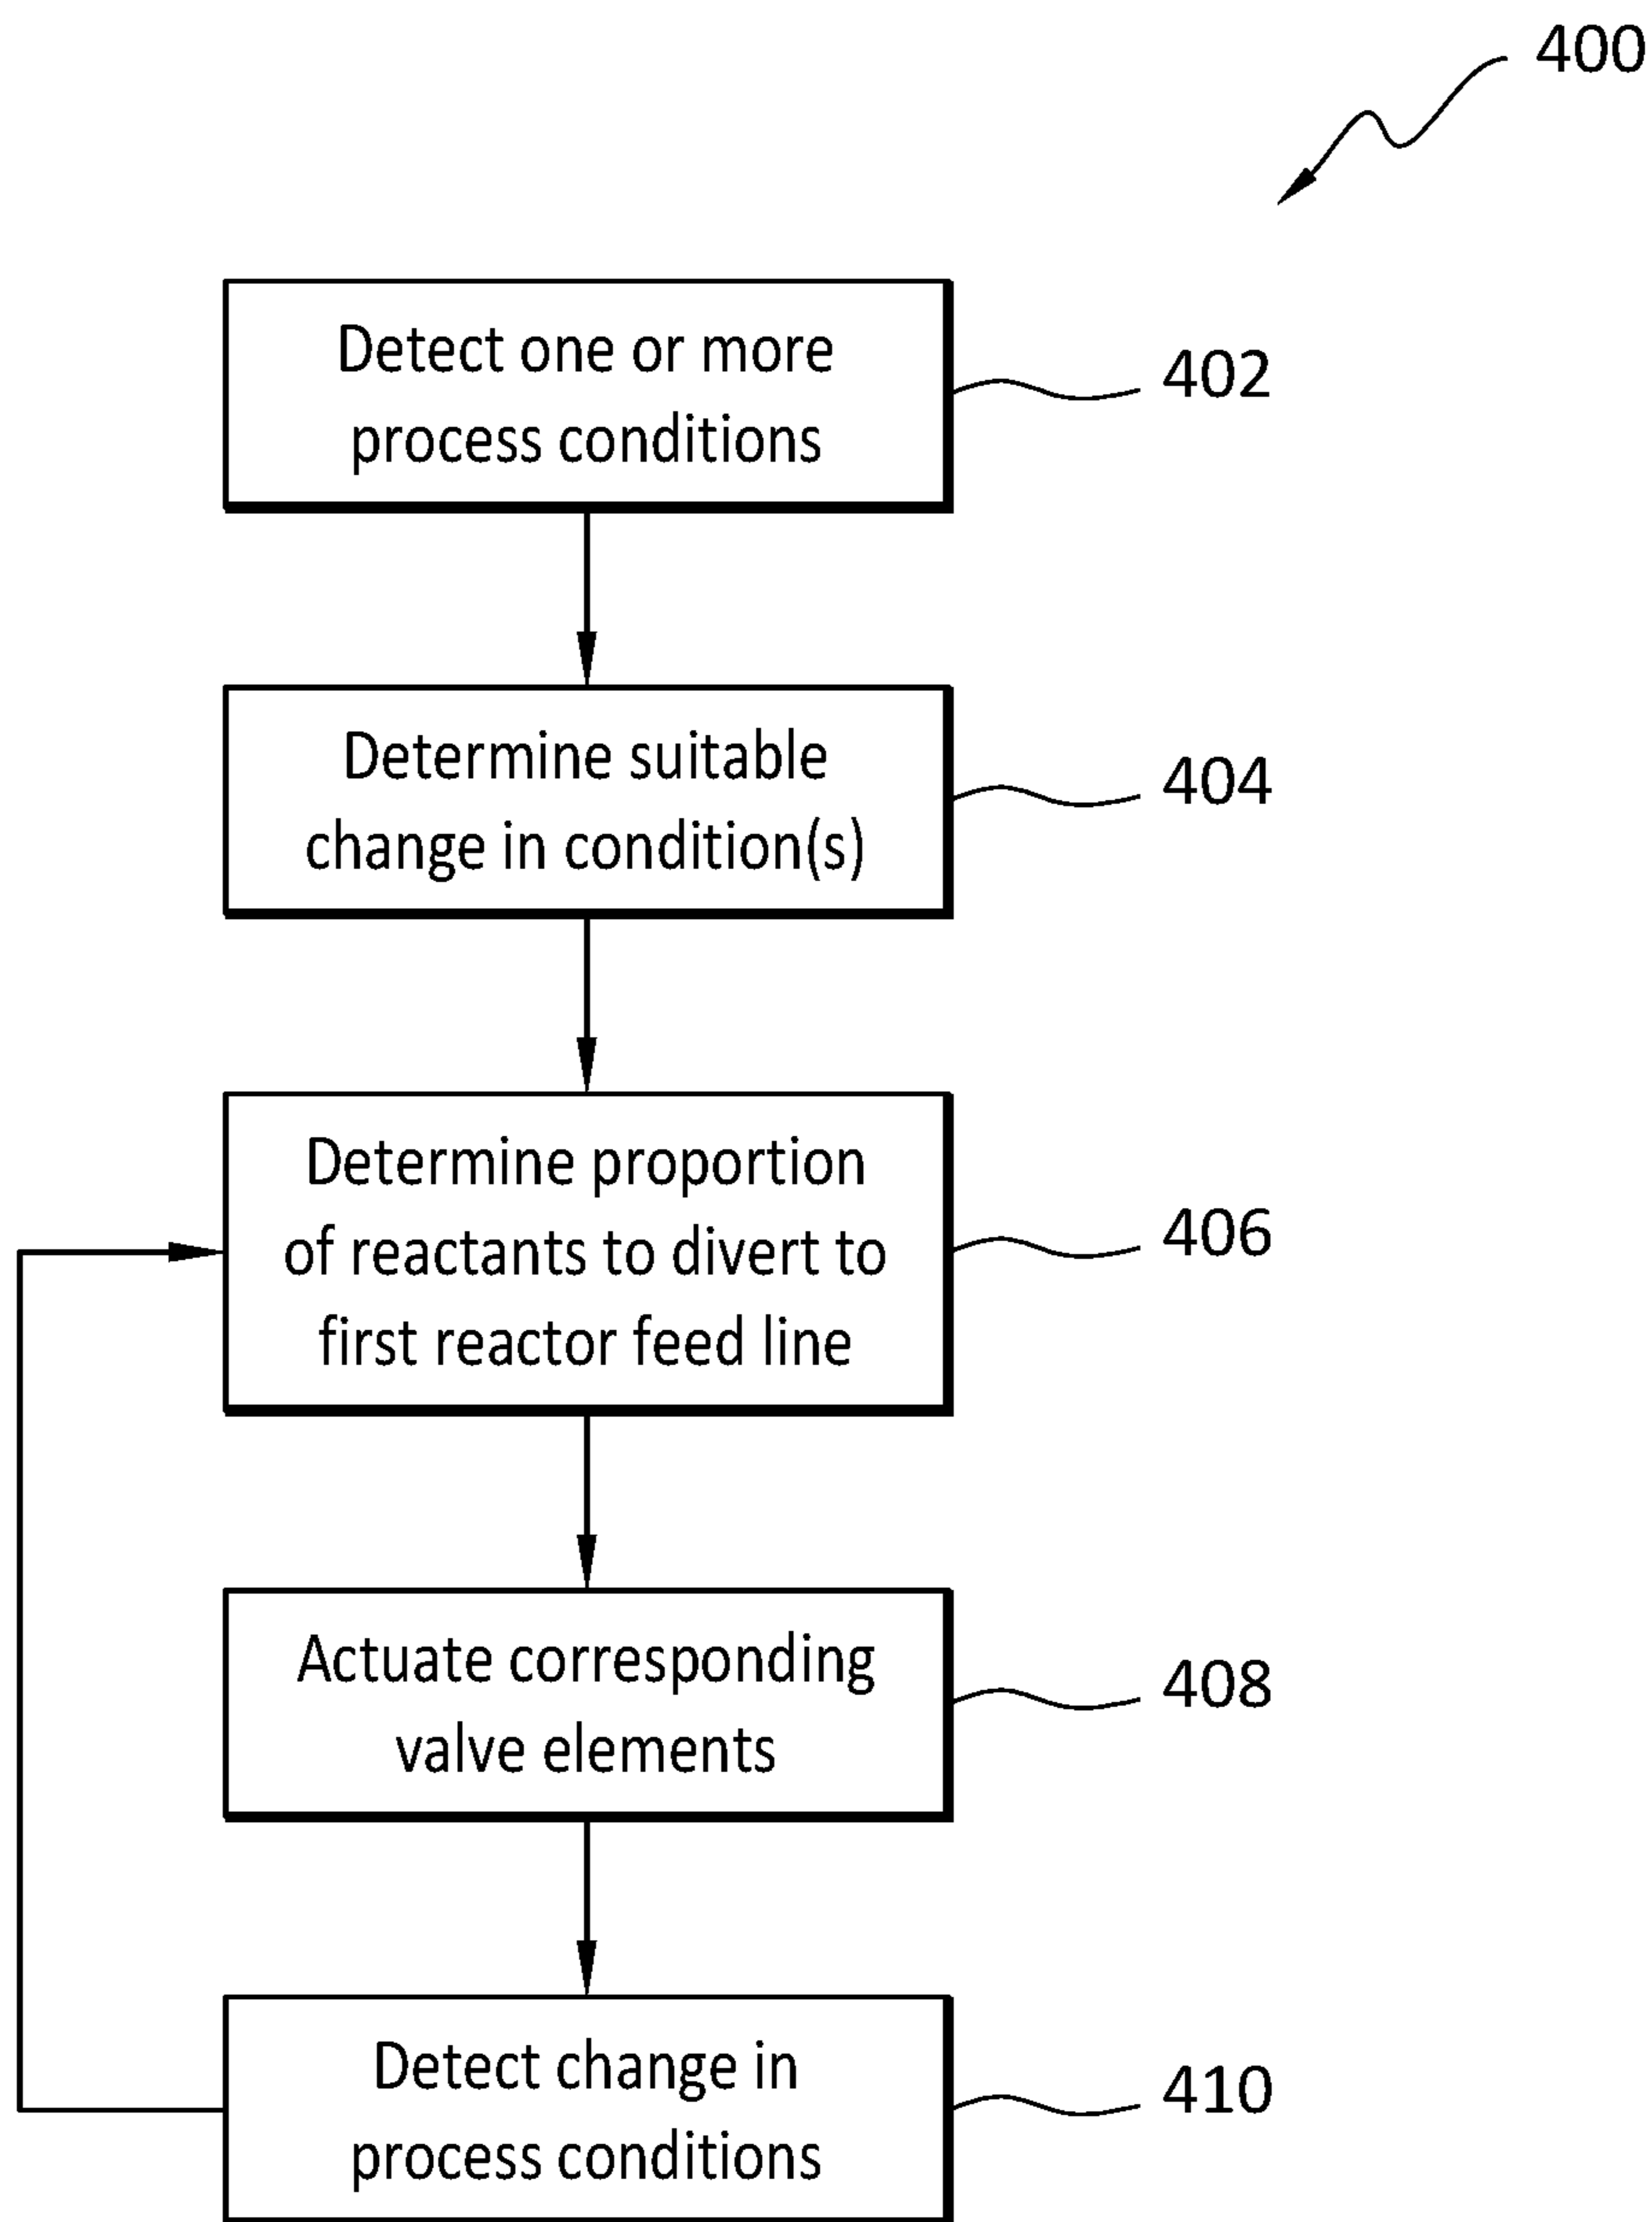 400
Detect one or more
process conditions
402
Determine suitable
change in condition(s)
404
Determine proportion
of reactants to divert to
first reactor feed line
406
Actuate corresponding
valve elements
408
Detect change in
process conditions
410